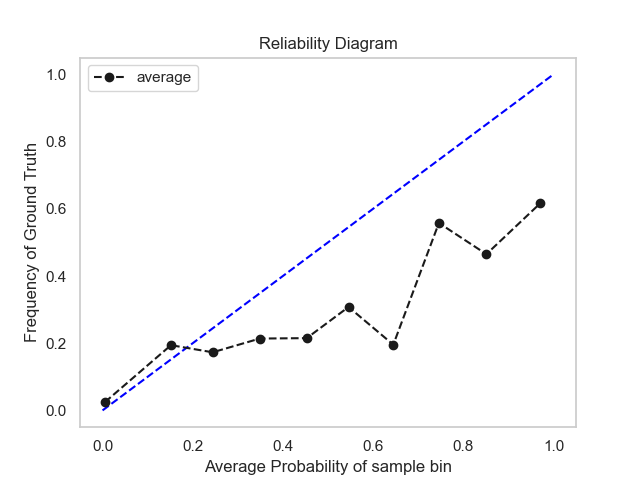 Reliability Diagram
average
Frequency of Ground Truth
1.0
0.8
0.6
0.4
0.2
0.0
0.0 0.2 0.4 0.6 0.8 1.0
Average Probability of sample bin